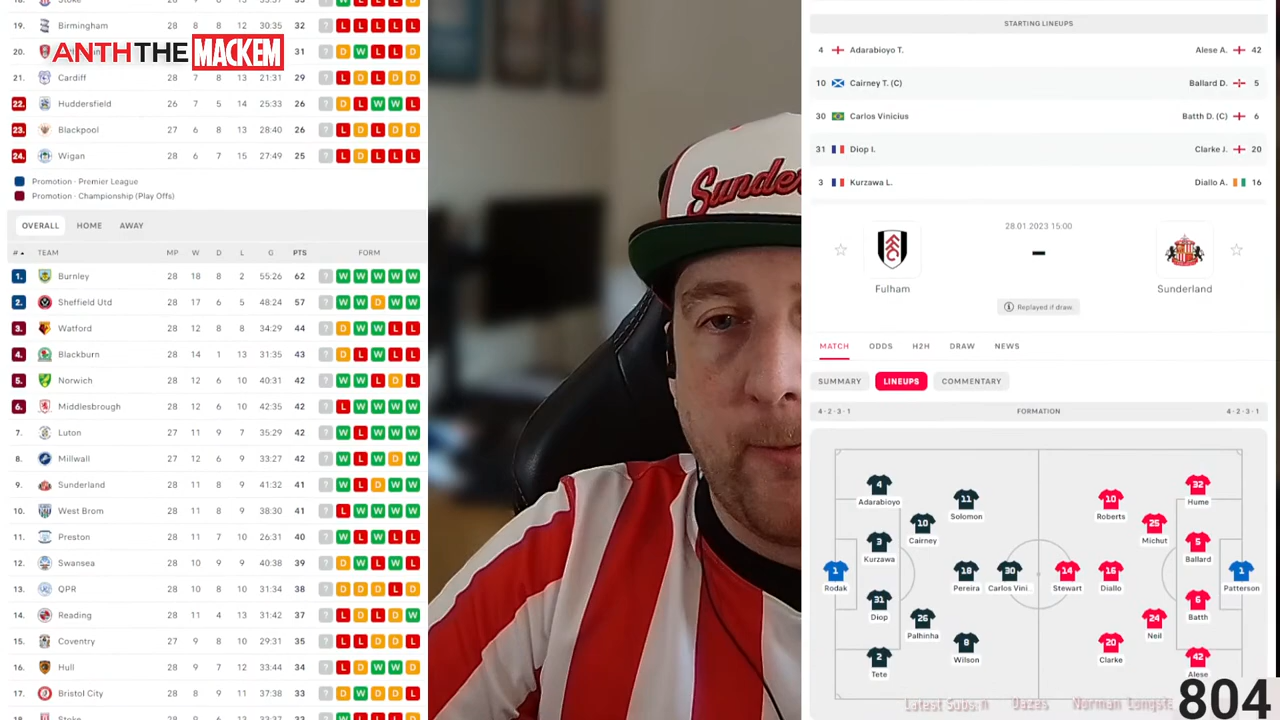 19. Birmingham 28 8 8 12 30:35 32 L L L L L
20. 31 ? D W L L D
ANTHTHE MACKEM
21. Cardiff 28 7 8 13 21:31 29 ? L D L D D
22. Huddersfield 26 7 5 14 25:33 26 ? D L W W L
23. Blackpool 27 6 8 13 28:40 26 ? L D L D D
24. Wigan 28 6 7 15 27:49 25 ? L D L L L
Promotion - Premier League
Promotion - Championship (Play Offs)
OVERALL HOME AWAY
# TEAM MP W D L G PTS FORM
1. Burnley 28 18 8 2 55:26 62 ? W W W W W
2. Sheffield Utd 28 17 6 5 48:24 57 ? W W D W W
3. Watford 28 12 8 8 34:29 44 ? D W W L L
4. Blackburn 28 14 1 13 31:35 43 ? D L W L L
5. Norwich 28 12 6 10 40:31 42 ? W W L D L
6. Middlesbrough 28 12 6 10 42:35 42 ? L W W W W
7. Luton 27 11 9 7 35:29 42 ? W L W W W
8. Millwall 27 12 6 9 33:27 42 ? W L W D W
9. Sunderland 28 11 8 9 41:32 41 ? W L D W W
10. West Brom 28 11 8 9 38:30 41 ? L W W W W
11. Preston 28 11 7 10 26:31 40 ? W L W L L
12. Swansea 28 10 9 9 40:38 39 ? D W L W L
13. QPR 28 10 8 10 31:34 38 ? D D D L D
14. Reading 28 11 4 13 31:42 37 ? L D L D W
15. Coventry 27 9 8 10 29:31 35 ? L L D D L
16. Hull 28 9 7 12 33:44 34 ? L D W W D
17. Bristol City 28 8 9 11 37:38 33 ? D W D D L
Sunde
STARTING LINEUPS
4 Adarabioyo T. Alese A. 42
10 Cairney T. (C) Ballard D. 5
30 Carlos Vinicius Batth D. (C) 6
31 Diop I. Clarke J. 20
3 Kurzawa L. Diallo A. 16
28.01.2023 15:00
-
Fulham Sunderland
Replayed if draw.
MATCH ODDS H2H DRAW NEWS
SUMMARY LINEUPS COMMENTARY
4 - 2 - 3 - 1 FORMATION 4 - 2 - 3 - 1
4 Adarabioyo
11 Solomon
10 Roberts
32 Hume
10 Cairney
25 Michut
3 Kurzawa
5 Ballard
1 Rodak
18 Pereira
30 Carlos Vini...
14 Stewart
16 Diallo
1 Patterson
31 Diop
6 Batth
26 Palhinha
24 Neil
8 Wilson
20 Clarke
2 Tete
42 Alese
804
Latest Subs: Dazes Norman Longst